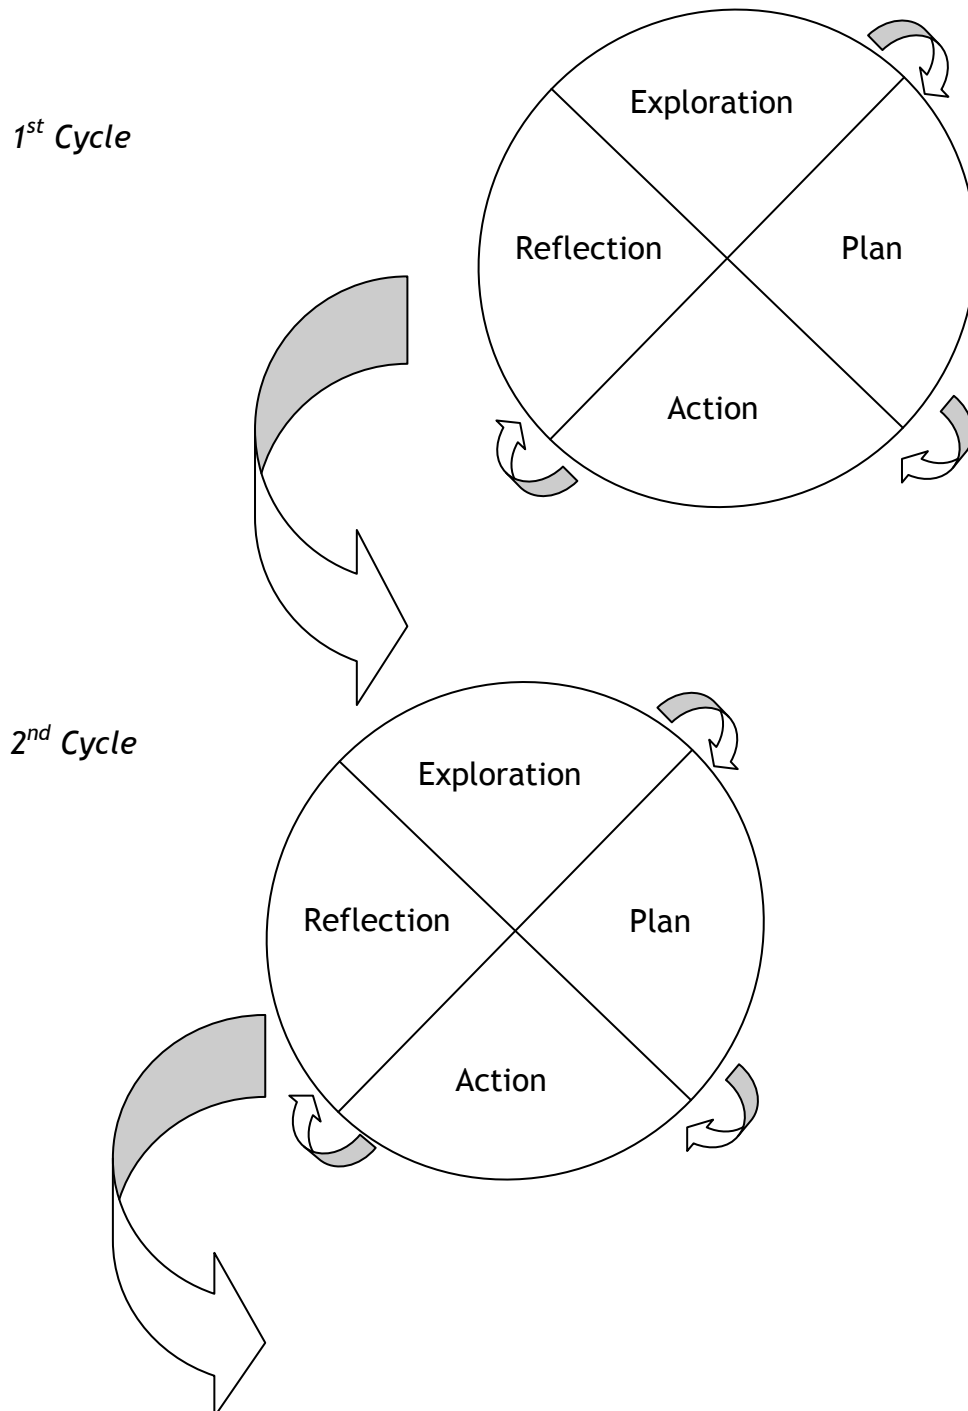 Exploration
1st Cycle
Reflection
Plan
Action
2nd Cycle
Exploration
Reflection
Plan
Action